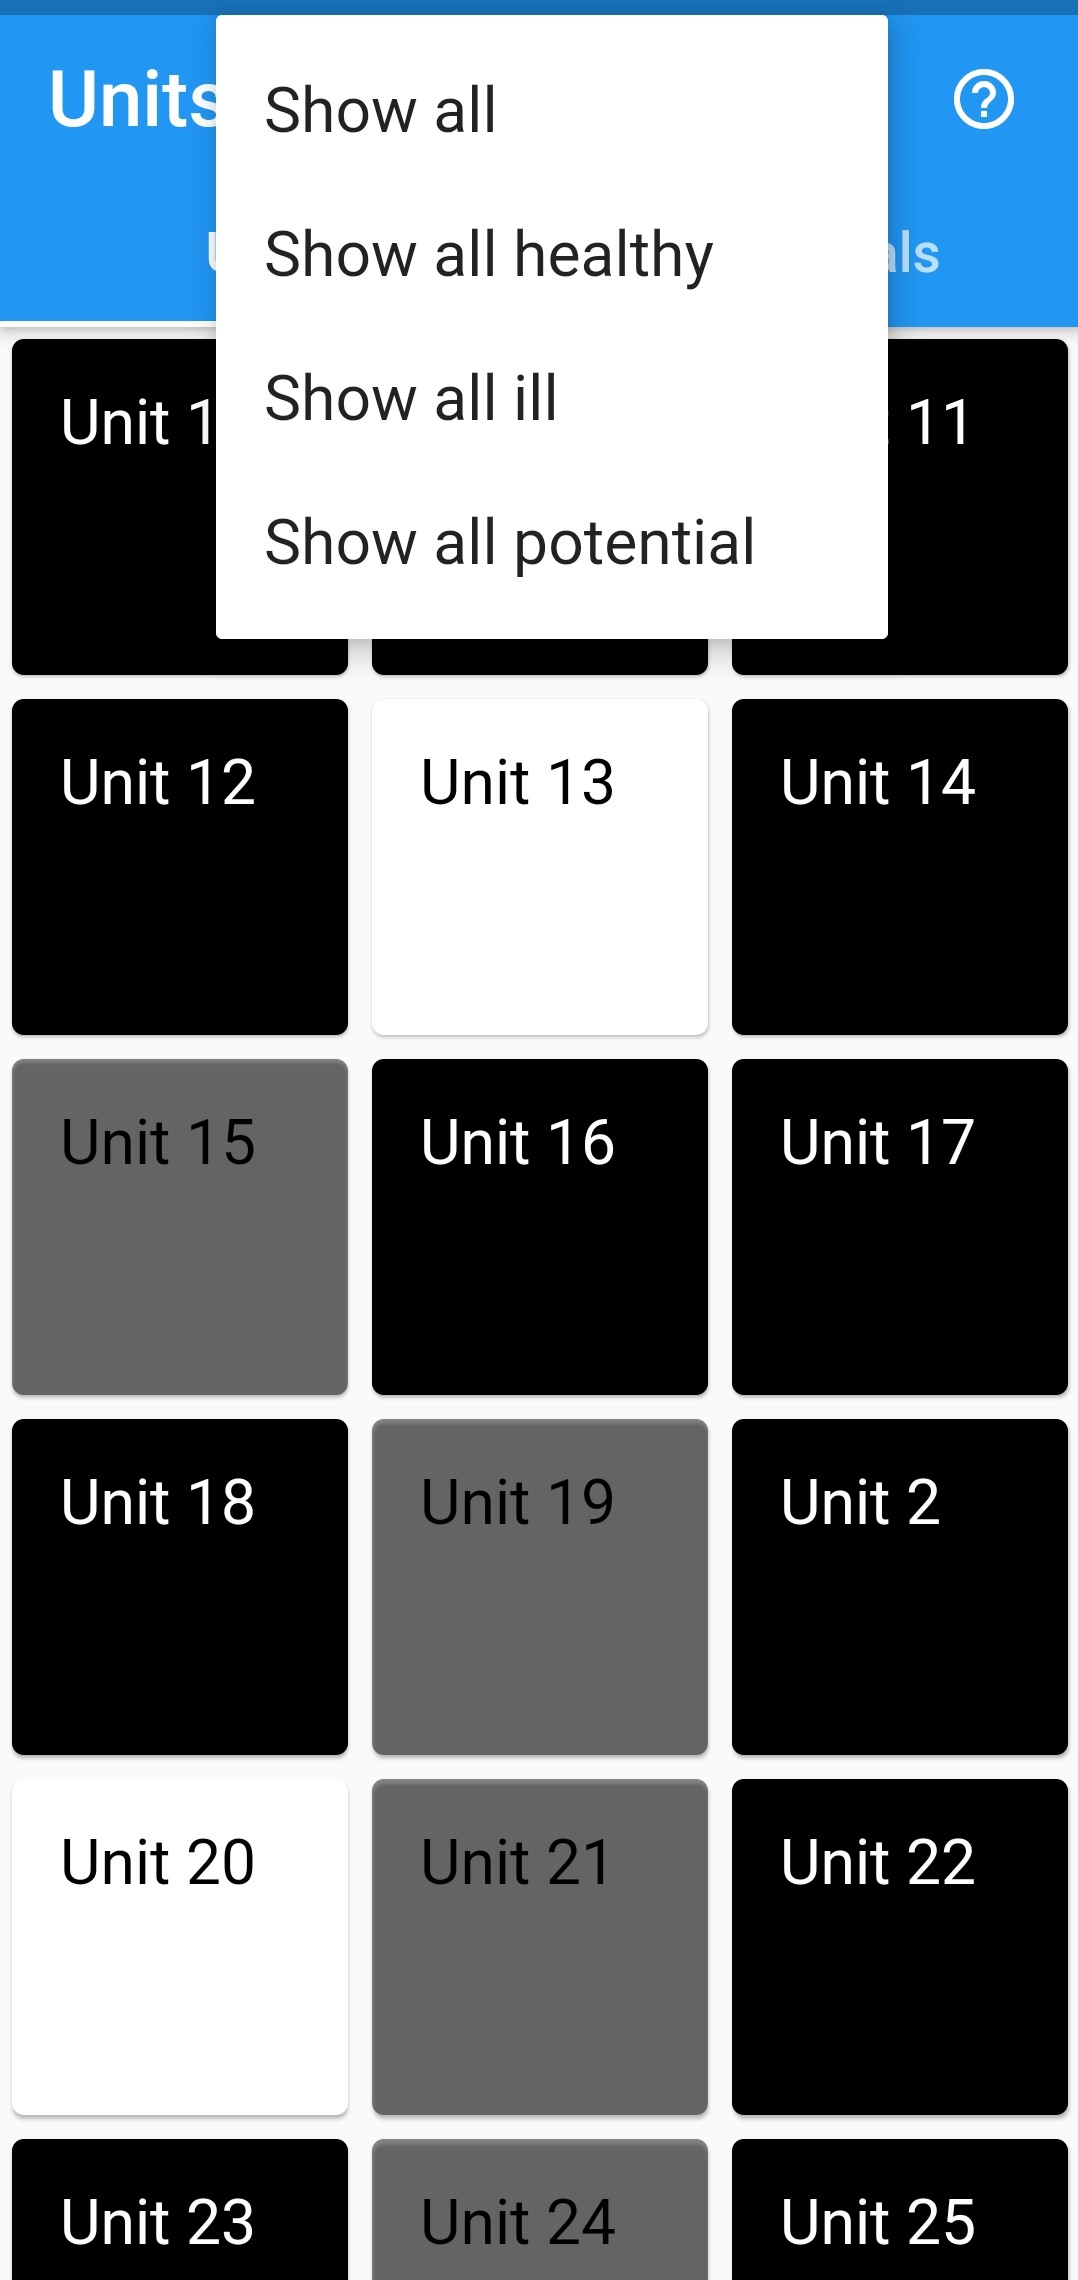 Units
Show all
Show all healthy
Show all ill
Show all potential
Unit 1
11
Unit 12
Unit 13
Unit 14
Unit 15
Unit 16
Unit 17
Unit 18
Unit 19
Unit 2
Unit 20
Unit 21
Unit 22
Unit 23
Unit 24
Unit 25